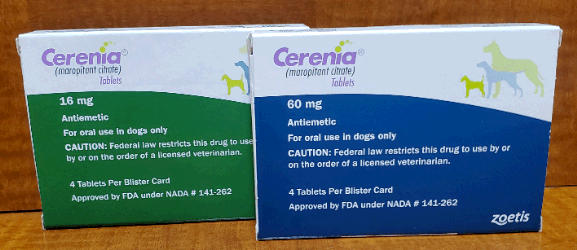 Cerenia®
(maropitant citrate)
Tablets
16 mg
Antiemetic
For oral use in dogs only
CAUTION: Federal law restricts this drug to use
by or on the order of a licensed veterinarian.
4 Tablets Per Blister Card
Approved by FDA under NADA # 141-262
Cerenia®
(maropitant citrate)
Tablets
60 mg
Antiemetic
For oral use in dogs only
CAUTION: Federal law restricts this drug to use by or
on the order of a licensed veterinarian.
4 Tablets Per Blister Card
Approved by FDA under NADA # 141-262
zoetis